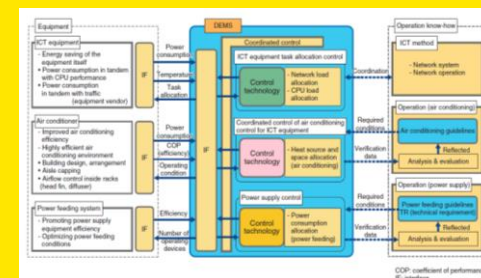 Equipment
ICT equipment
- Energy saving of the
equipment itself
• Power consumption in tandem
with CPU performance
• Power consumption
in tandem with traffic
(equipment vendor)
IF
Power
consumption
Temperature
Task
allocation
Air conditioner
- Improved air conditioning
efficiency
- Highly efficient air
conditioning environment
• Building design, arrangement
• Aisle capping
• Airflow control inside racks
(head fin, diffuser)
IF
Power
consumption
COP
(efficiency)
Operating
condition
Power feeding system
- Promoting power supply
equipment efficiency
- Optimizing power feeding
conditions
IF
Efficiency
Number of
operating
devices
DEMS
IF
Coordinated control
ICT equipment task allocation control
Control
technology
- Network load
allocation
- CPU load
allocation
Coordinated control of air conditioning
control for ICT equipment
Control
technology
- Heat source and
space allocation
(air conditioning)
Power supply control
Control
technology
- Power
consumption
allocation
(power feeding)
Coordination
Required
conditions
Verification
data
Required
conditions
Verification
data
Operation know-how
ICT method
- Network system
- Network operation
Operation (air conditioning)
Air conditioning guidelines
Reflected
Analysis & evaluation
Operation (power supply)
Power feeding guidelines
TR (technical requirement)
Reflected
Analysis & evaluation
COP: coefficient of performance